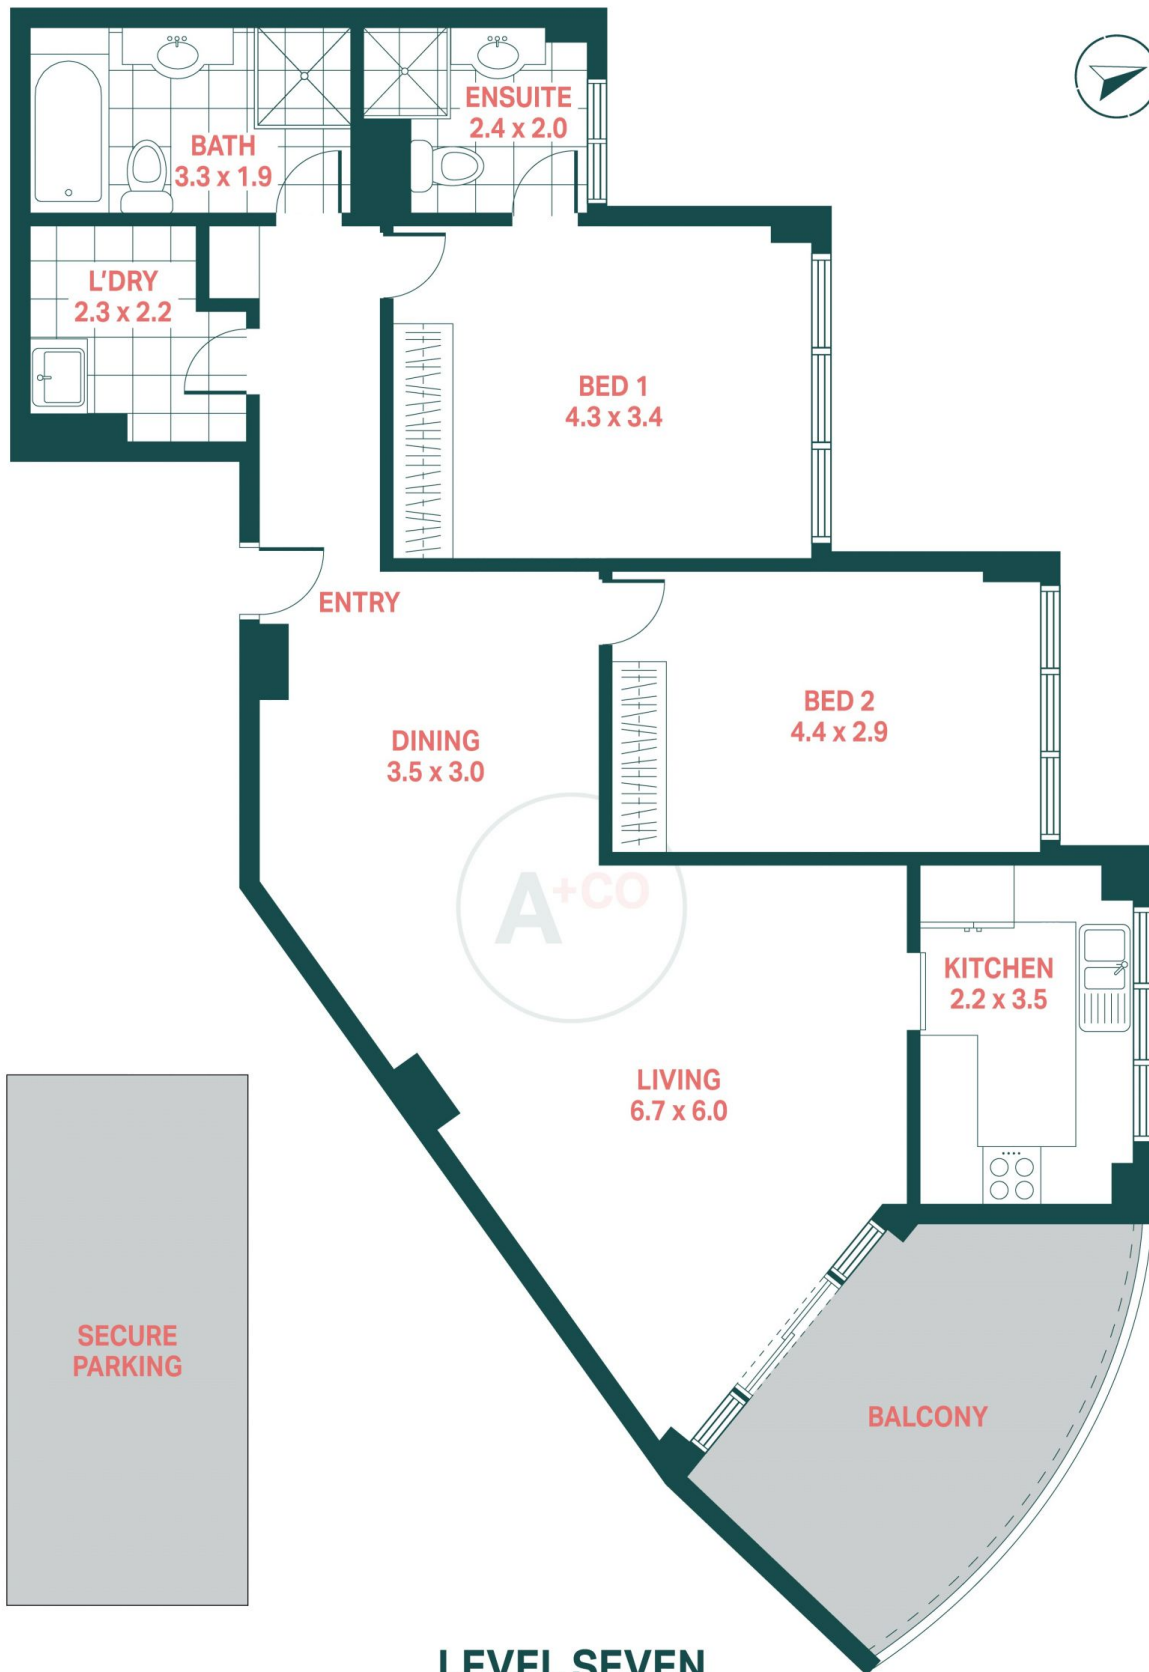 BATH
3.3 x 1.9
ENSUITE
2.4 x 2.0
L'DRY
2.3 x 2.2
BED 1
4.3 x 3.4
ENTRY
BED 2
4.4 x 2.9
DINING
3.5 x 3.0
A+CO
KITCHEN
2.2 x 3.5
LIVING
6.7 x 6.0
SECURE
PARKING
BALCONY
LEVEL SEVEN